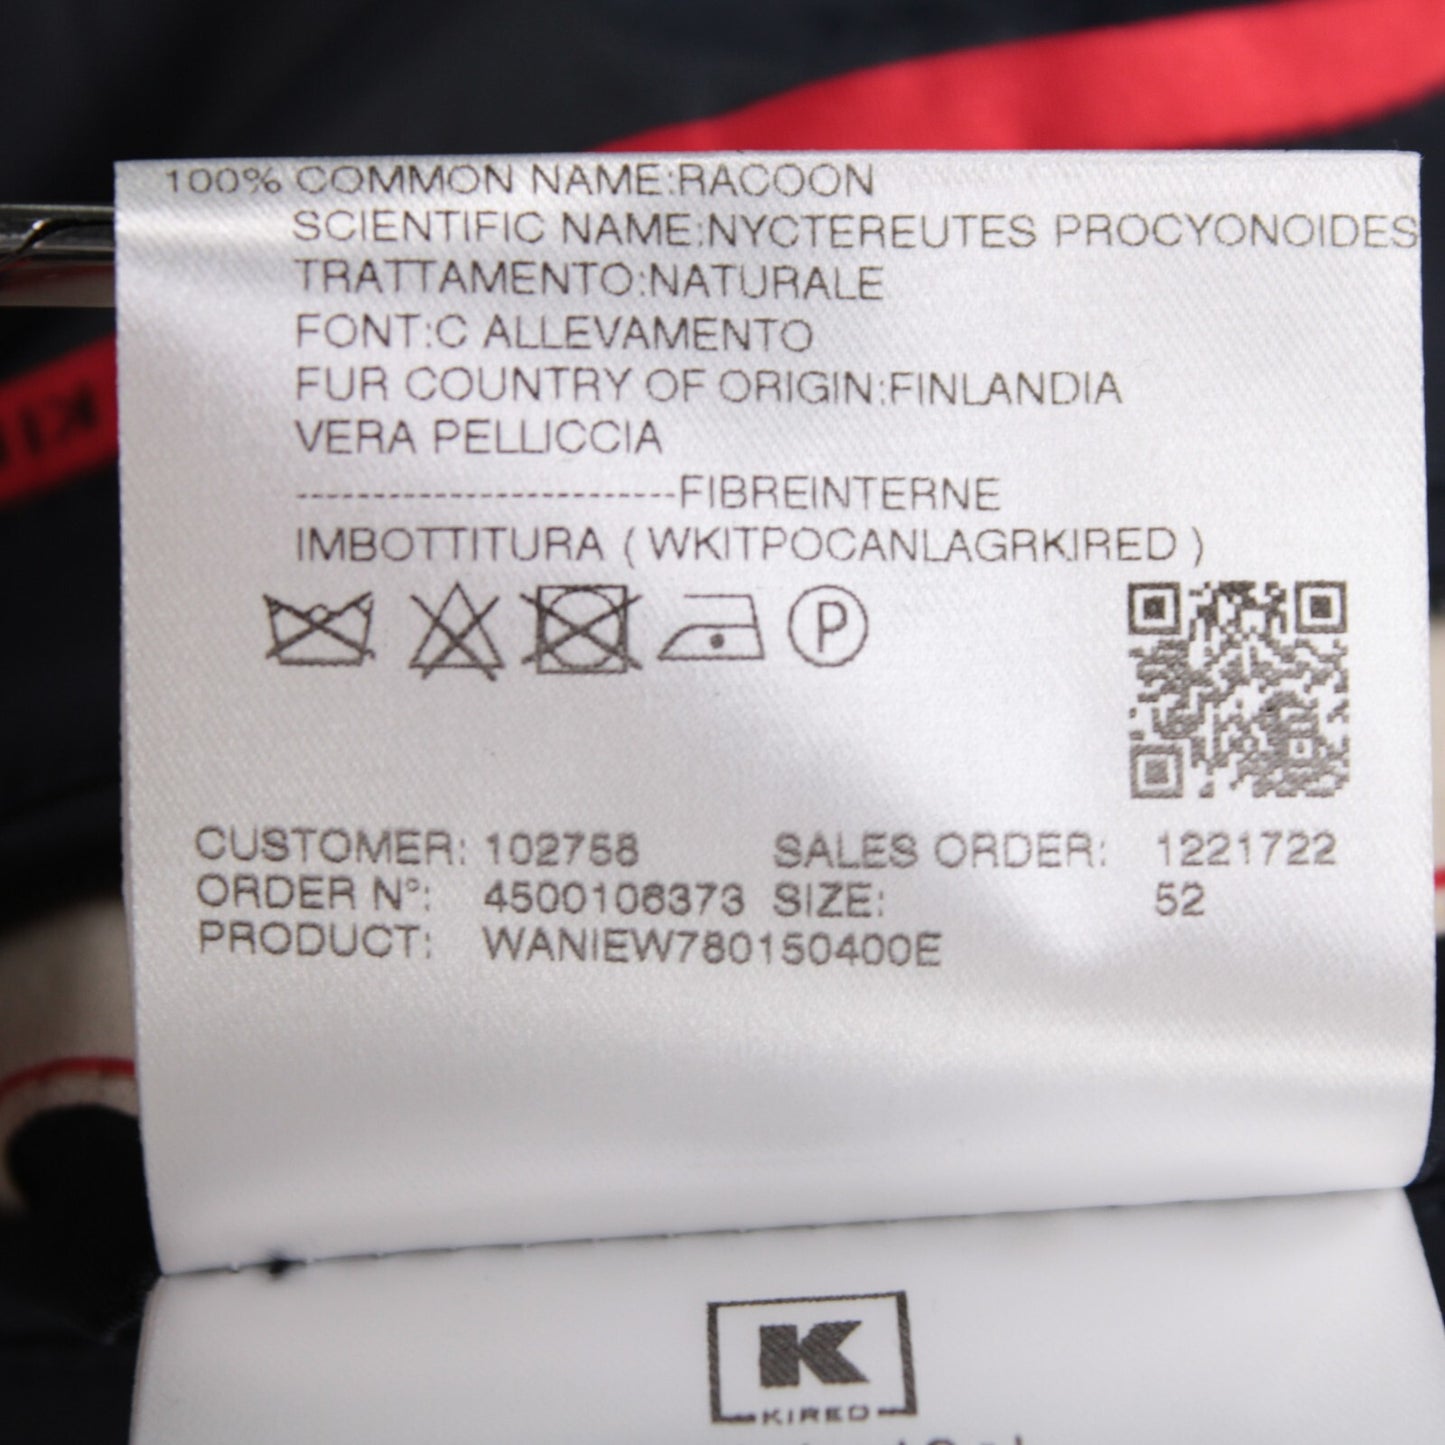 100% COMMON NAME:RACOON
SCIENTIFIC NAME:NYCTEREUTES PROCYONOIDES
TRATTAMENTO:NATURALE
FONT:C ALLEVAMENTO
FUR COUNTRY OF ORIGIN:FINLANDIA
VERA PELLICCIA
-------------------------FIBREINTERNE
IMBOTTITURA ( WKITPOCANLAGRKIRED )
P
CUSTOMER: 102758 SALES ORDER: 1221722
ORDER N°: 4500106373 SIZE: 52
PRODUCT: WANIEW780150400E
K
KIRED